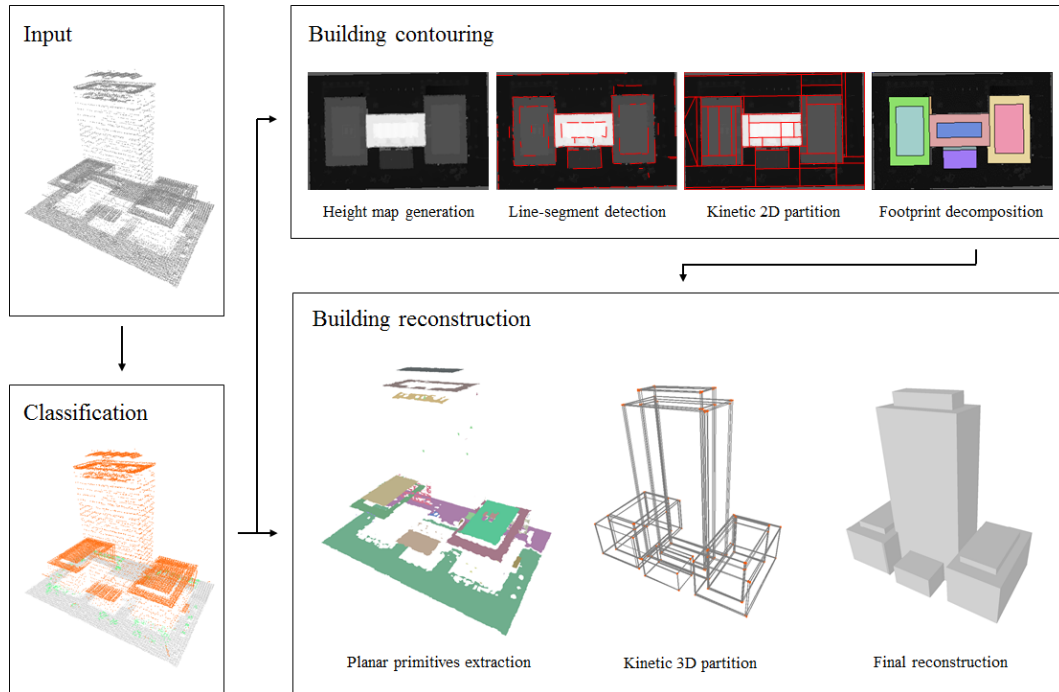 Input
Classification
Building contouring
Height map generation
Line-segment detection
Kinetic 2D partition
Footprint decomposition
Building reconstruction
Planar primitives extraction
Kinetic 3D partition
Final reconstruction